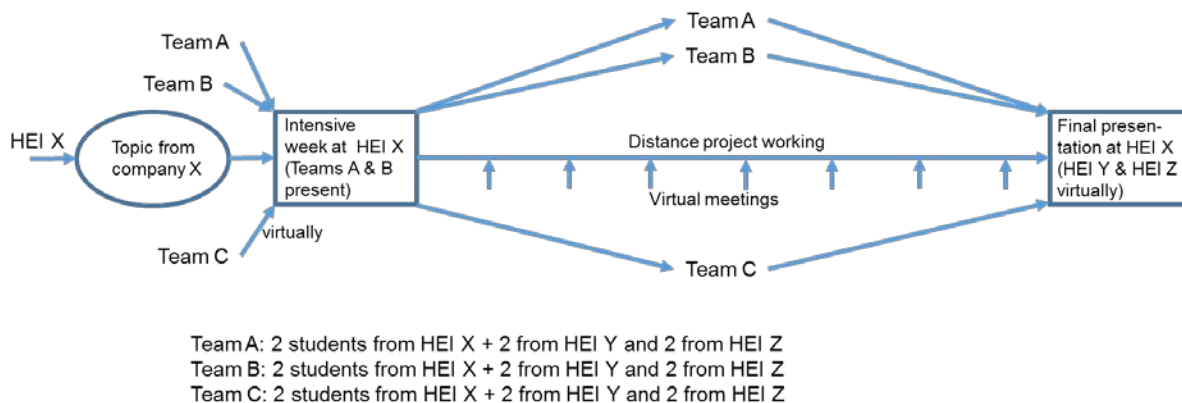 Team A
Team B
HEI X
Topic from
company X
Intensive
week at HEI X
(Teams A & B
present)
virtually
Team C
Team A
Team B
Distance project working
Virtual meetings
Team C
Final presen-
tation at HEI X
(HEI Y & HEI Z
virtually)
Team A: 2 students from HEI X + 2 from HEI Y and 2 from HEI Z
Team B: 2 students from HEI X + 2 from HEI Y and 2 from HEI Z
Team C: 2 students from HEI X + 2 from HEI Y and 2 from HEI Z